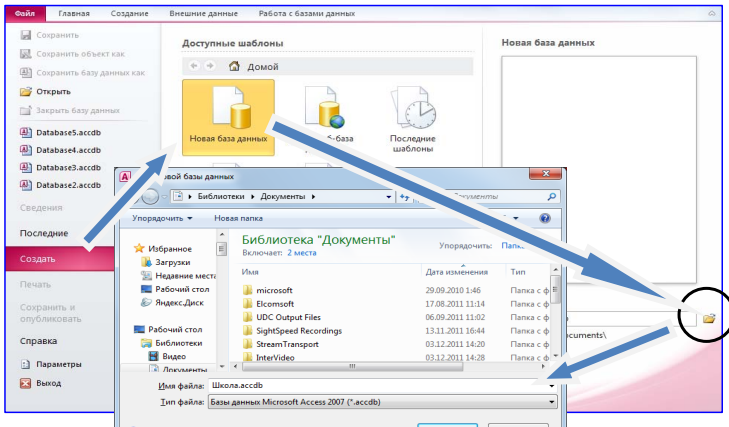 Файл Главная Создание Внешние данные Работа с базами данных
Сохранить
Сохранить объект как
Сохранить базу данных как
Открыть
Закрыть базу данных
Database5.accdb
Database4.accdb
Database3.accdb
Database2.accdb
Сведения
Последние
Создать
Печать
Сохранить и
опубликовать
Справка
Параметры
Выход
Доступные шаблоны
Домой
Новая база данных
Последние
шаблоны
Новая база данных
базы данных
Библиотеки Документы
Упорядочить Новая папка
Избранное
Загрузки
Недавние места
Рабочий стол
Яндекс.Диск
Рабочий стол
Библиотеки
Видео
Документы
Библиотека "Документы"
Включает: 2 места
Упорядочить:
Имя Дата изменения Тип
microsoft 29.09.2010 1:46 Папка с ф
Elcomsoft 17.08.2011 11:14 Папка с ф
UDC Output Files 06.09.2011 11:02 Папка с ф
SightSpeed Recordings 13.11.2011 16:44 Папка с ф
StreamTransport 03.12.2011 14:20 Папка с ф
InterVideo 03.12.2011 14:28 Папка с ф
Имя файла: Школа.accdb
Тип файла: Базы данных Microsoft Access 2007 (*.accdb)
ocuments\